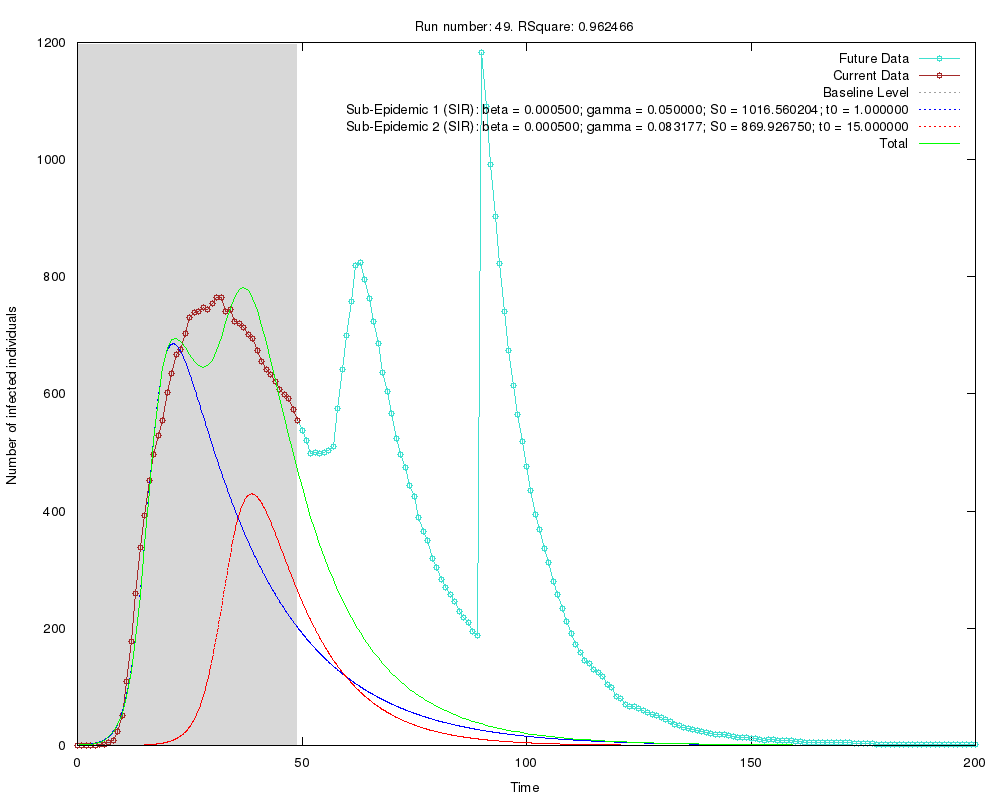 Run number: 49. RSquare: 0.962466
1200
1000
800
600
400
200
0
0
50
100
150
200
Number of infected individuals
Time
Future Data
Current Data
Baseline Level
Sub-Epidemic 1 (SIR): beta = 0.000500; gamma = 0.050000; S0 = 1016.560204; t0 = 1.000000
Sub-Epidemic 2 (SIR): beta = 0.000500; gamma = 0.083177; S0 = 869.926750; t0 = 15.000000
Total